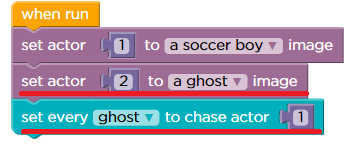 when run
set actor 1 to a soccer boy ▼ image
set actor 2 to a ghost ▼ image
set every ghost ▼ to chase actor 1